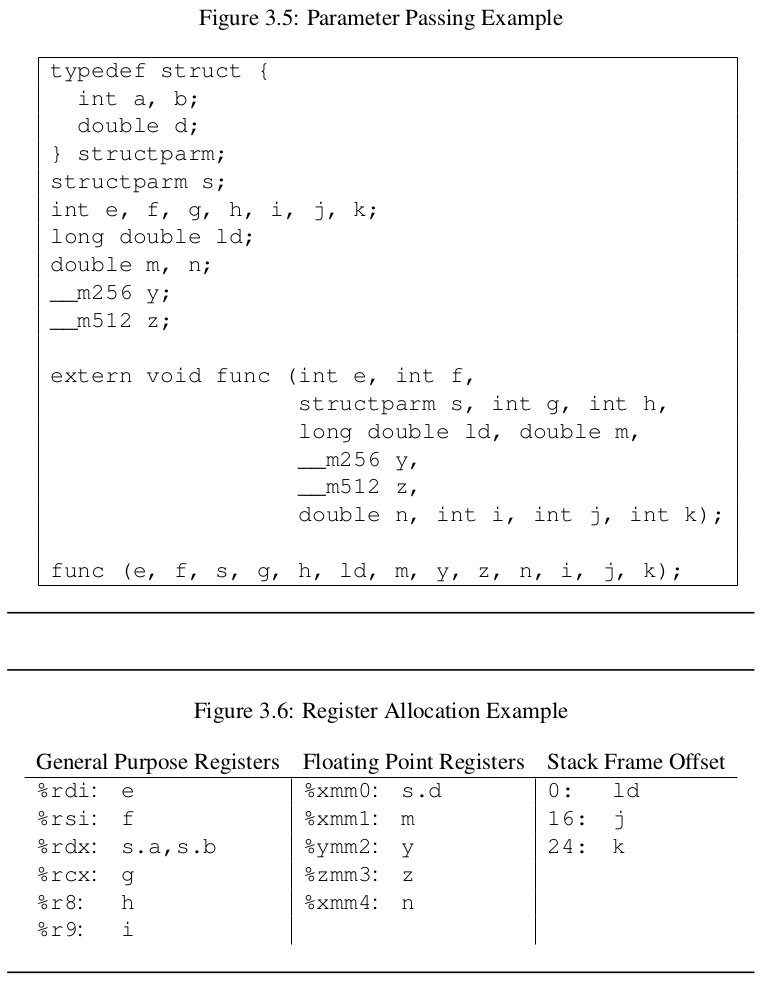 Figure 3.5: Parameter Passing Example
typedef struct {
  int a, b;
  double d;
} structparm;
structparm s;
int e, f, g, h, i, j, k;
long double ld;
double m, n;
__m256 y;
__m512 z;

extern void func (int e, int f,
                  structparm s, int g, int h,
                  long double ld, double m,
                  __m256 y,
                  __m512 z,
                  double n, int i, int j, int k);

func (e, f, s, g, h, ld, m, y, z, n, i, j, k);
Figure 3.6: Register Allocation Example
General Purpose Registers Floating Point Registers Stack Frame Offset
%rdi: e %xmm0: s.d 0: ld
%rsi: f %xmm1: m 16: j
%rdx: s.a,s.b %ymm2: y 24: k
%rcx: g %zmm3: z
%r8: h %xmm4: n
%r9: i